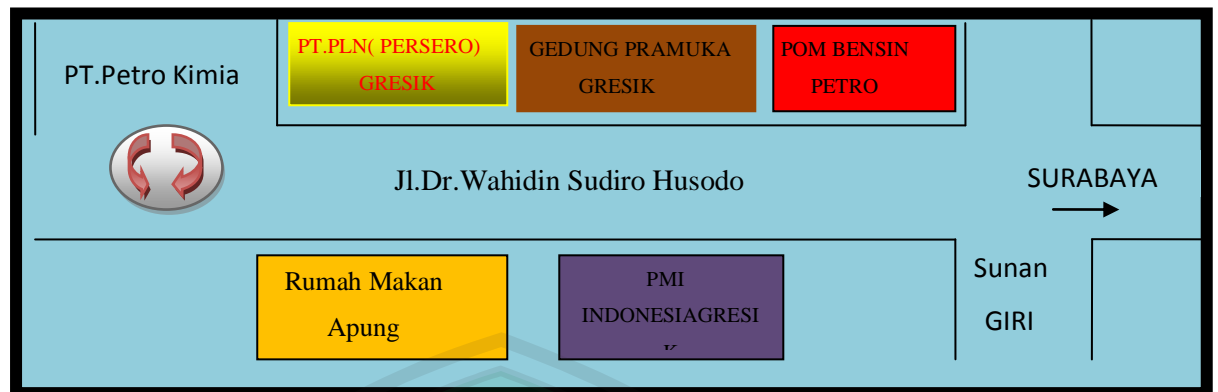 PT.Petro Kimia
PT.PLN( PERSERO)
GRESIK
GEDUNG PRAMUKA
GRESIK
POM BENSIN
PETRO
Jl.Dr.Wahidin Sudiro Husodo
SURABAYA
Rumah Makan
Apung
PMI
INDONESIAGRESI
K
Sunan
GIRI